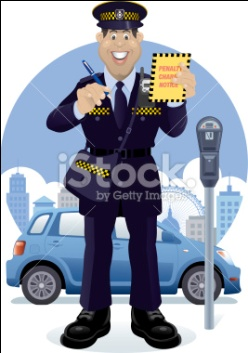 PENALTY
CHARGE
NOTICE
iStock
by Getty Images